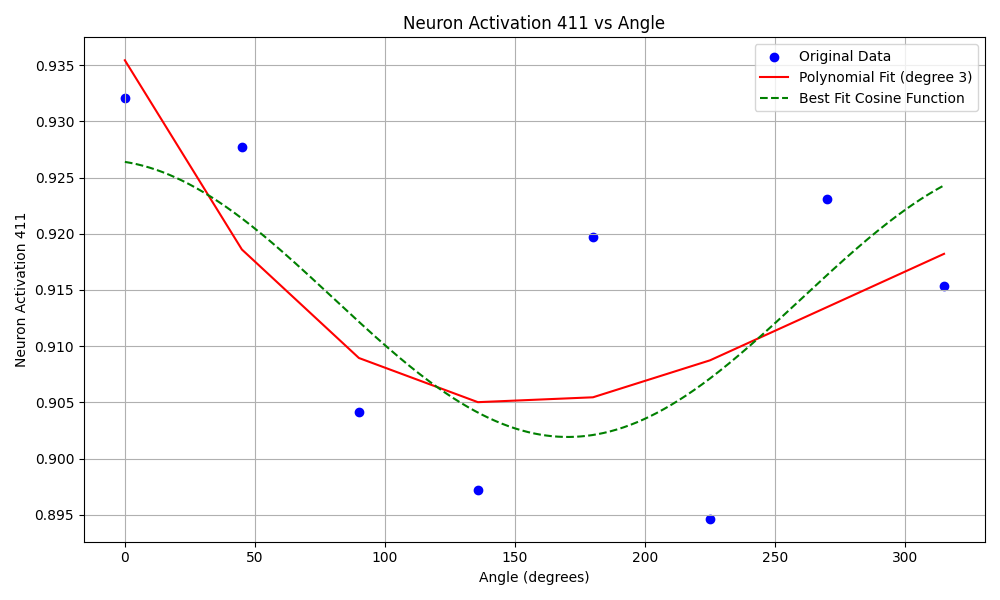 Neuron Activation 411 vs Angle
Original Data
Polynomial Fit (degree 3)
Best Fit Cosine Function
Neuron Activation 411
0.935
0.930
0.925
0.920
0.915
0.910
0.905
0.900
0.895
0
50
100
150
200
250
300
Angle (degrees)